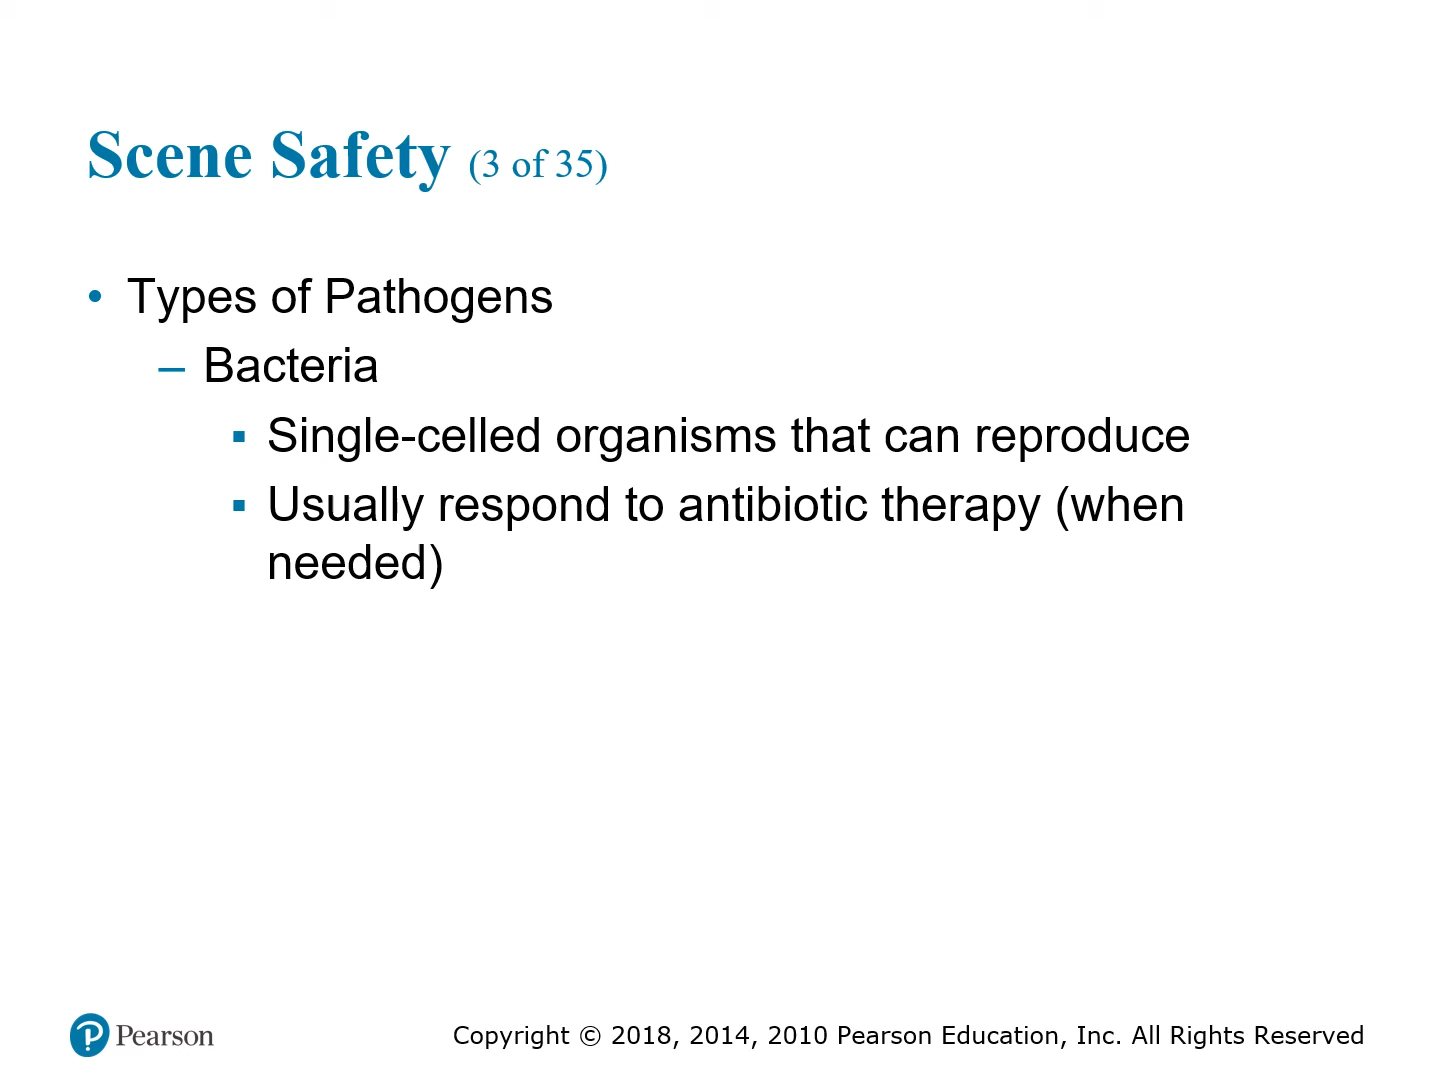 Scene Safety (3 of 35)
• Types of Pathogens
– Bacteria
▪ Single-celled organisms that can reproduce
▪ Usually respond to antibiotic therapy (when
needed)
Pearson
Copyright © 2018, 2014, 2010 Pearson Education, Inc. All Rights Reserved